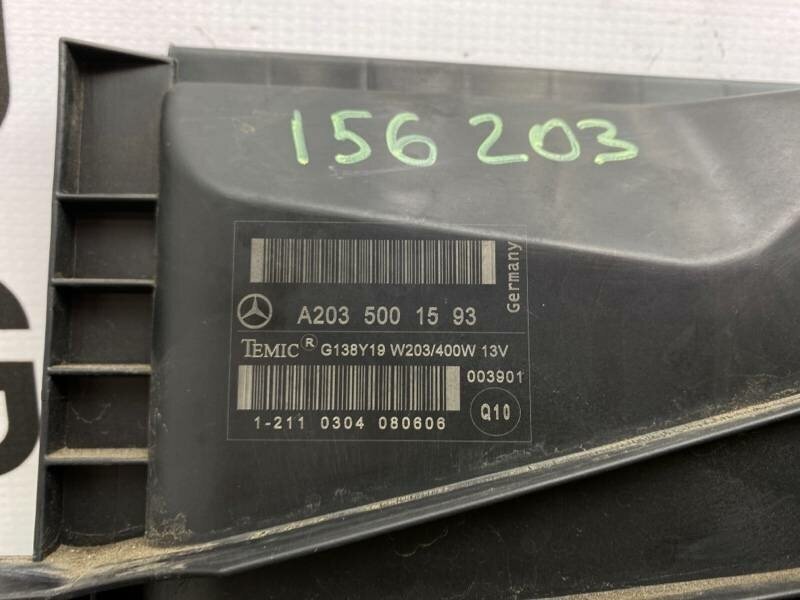 156 203
Germany
A203 500 15 93
TEMIC® G138Y19 W203/400W 13V
003901
1-211 0304 080606
Q10